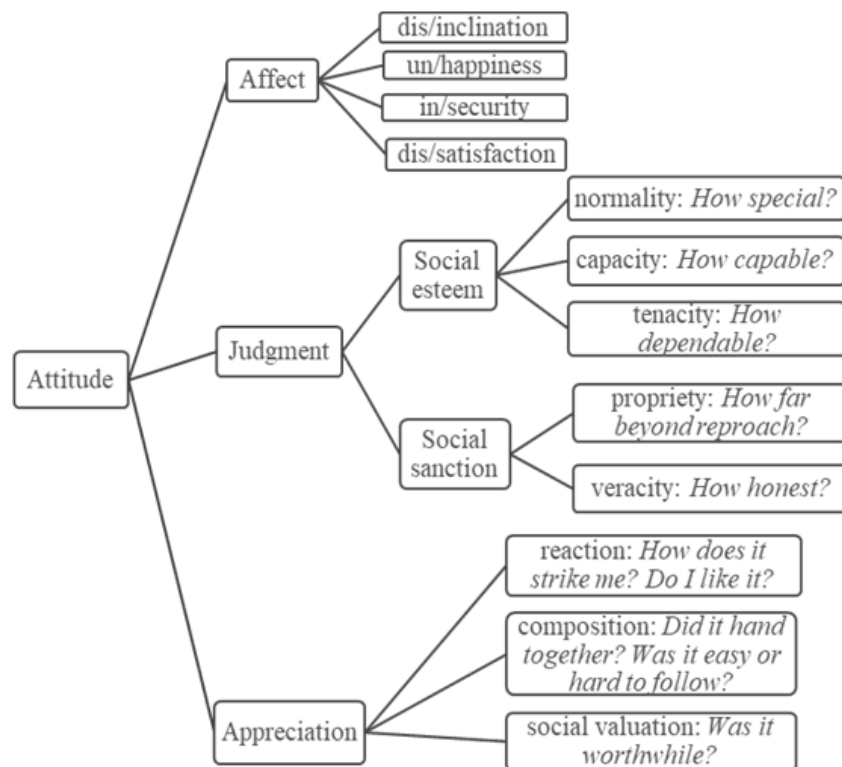 dis/inclination
un/happiness
Affect
in/security
dis/satisfaction
normality: How special?
Social
esteem
capacity: How capable?
tenacity: How
dependable?
Judgment
Attitude
propriety: How far
beyond reproach?
Social
sanction
veracity: How honest?
reaction: How does it
strike me? Do I like it?
composition: Did it hand
together? Was it easy or
hard to follow?
Appreciation
social valuation: Was it
worthwhile?